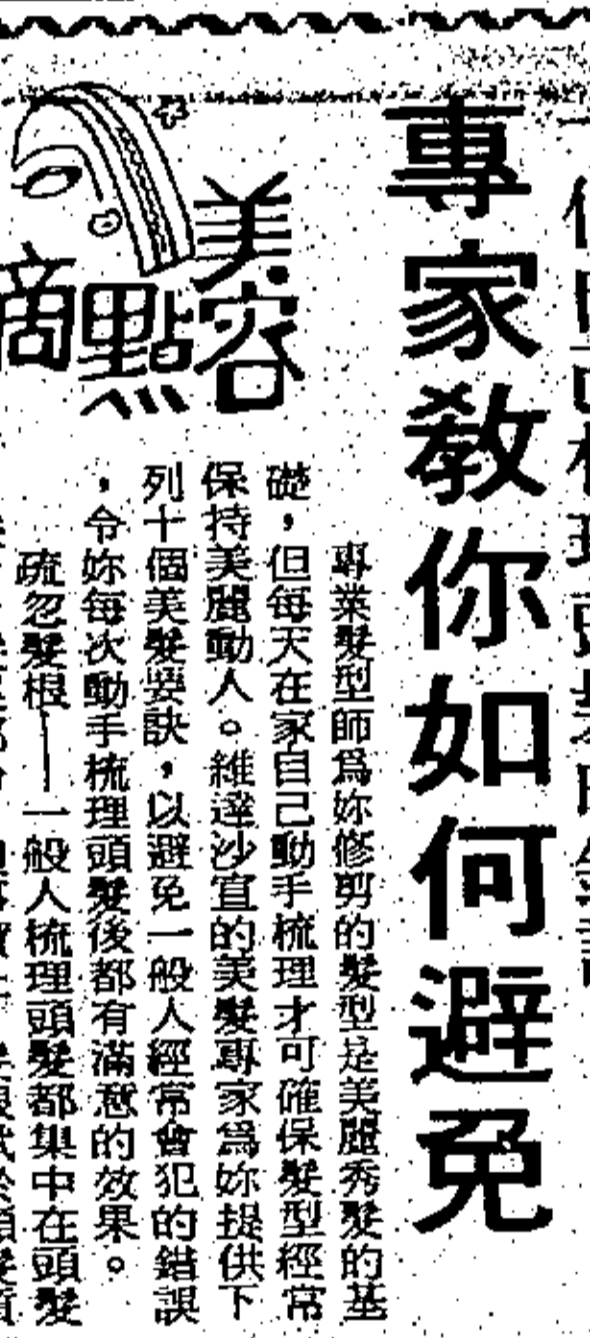 專家教你如何避免
美容
點滴
專業髮型師爲妳修剪的髮型是美麗秀髮的基
礎，但每天在家自己動手梳理才可確保髮型經常
保持美麗動人。維達沙宣的美髮專家爲妳提供下
列十個美髮要訣，以避免一般人經常會犯的錯誤
，令妳每次動手梳理頭髮後都有滿意的效果。
疏忽髮根——一般人梳理頭髮都集中在頭髮